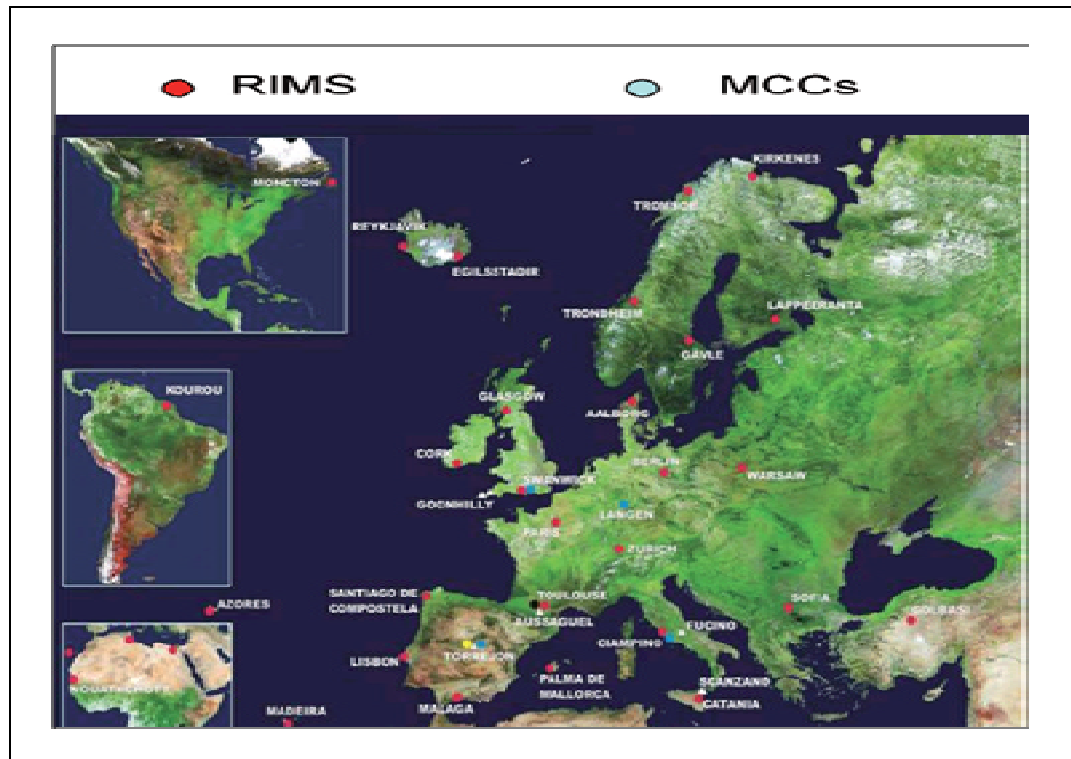 RIMS
MCCs
KIRKENES
MONCTON
TROMSOE
REYKJAVIK
EGILSSTADIR
TRONDHEIM
LAPPEERANTA
GAVLE
KOUROU
GLASGOW
AALBORG
CORK
BERLIN
WARSAW
SWANWICK
GOONHILLY
LANGEN
PARIS
ZURICH
SANTIAGO DE
COMPOSTELA
TOULOUSE
AUSSAGUEL
SOFIA
GOLBASI
AZORES
FUCINO
CIAMPINO
LISBON
TORREJON
PALMA DE
MALLORCA
NOUAKCHOTT
SCANZANO
CATANIA
MADEIRA
MALAGA